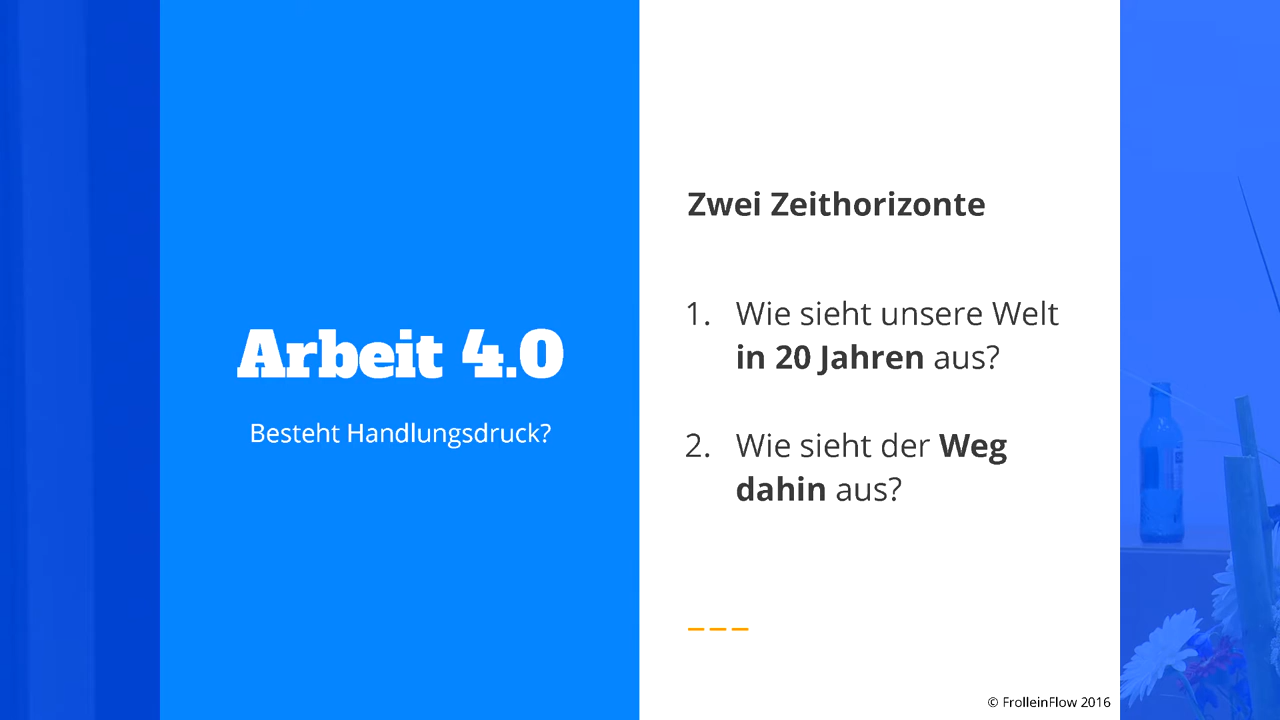 Arbeit 4.0
Besteht Handlungsdruck?
Zwei Zeithorizonte
1. Wie sieht unsere Welt
in 20 Jahren aus?
2. Wie sieht der Weg
dahin aus?
© FrolleinFlow 2016